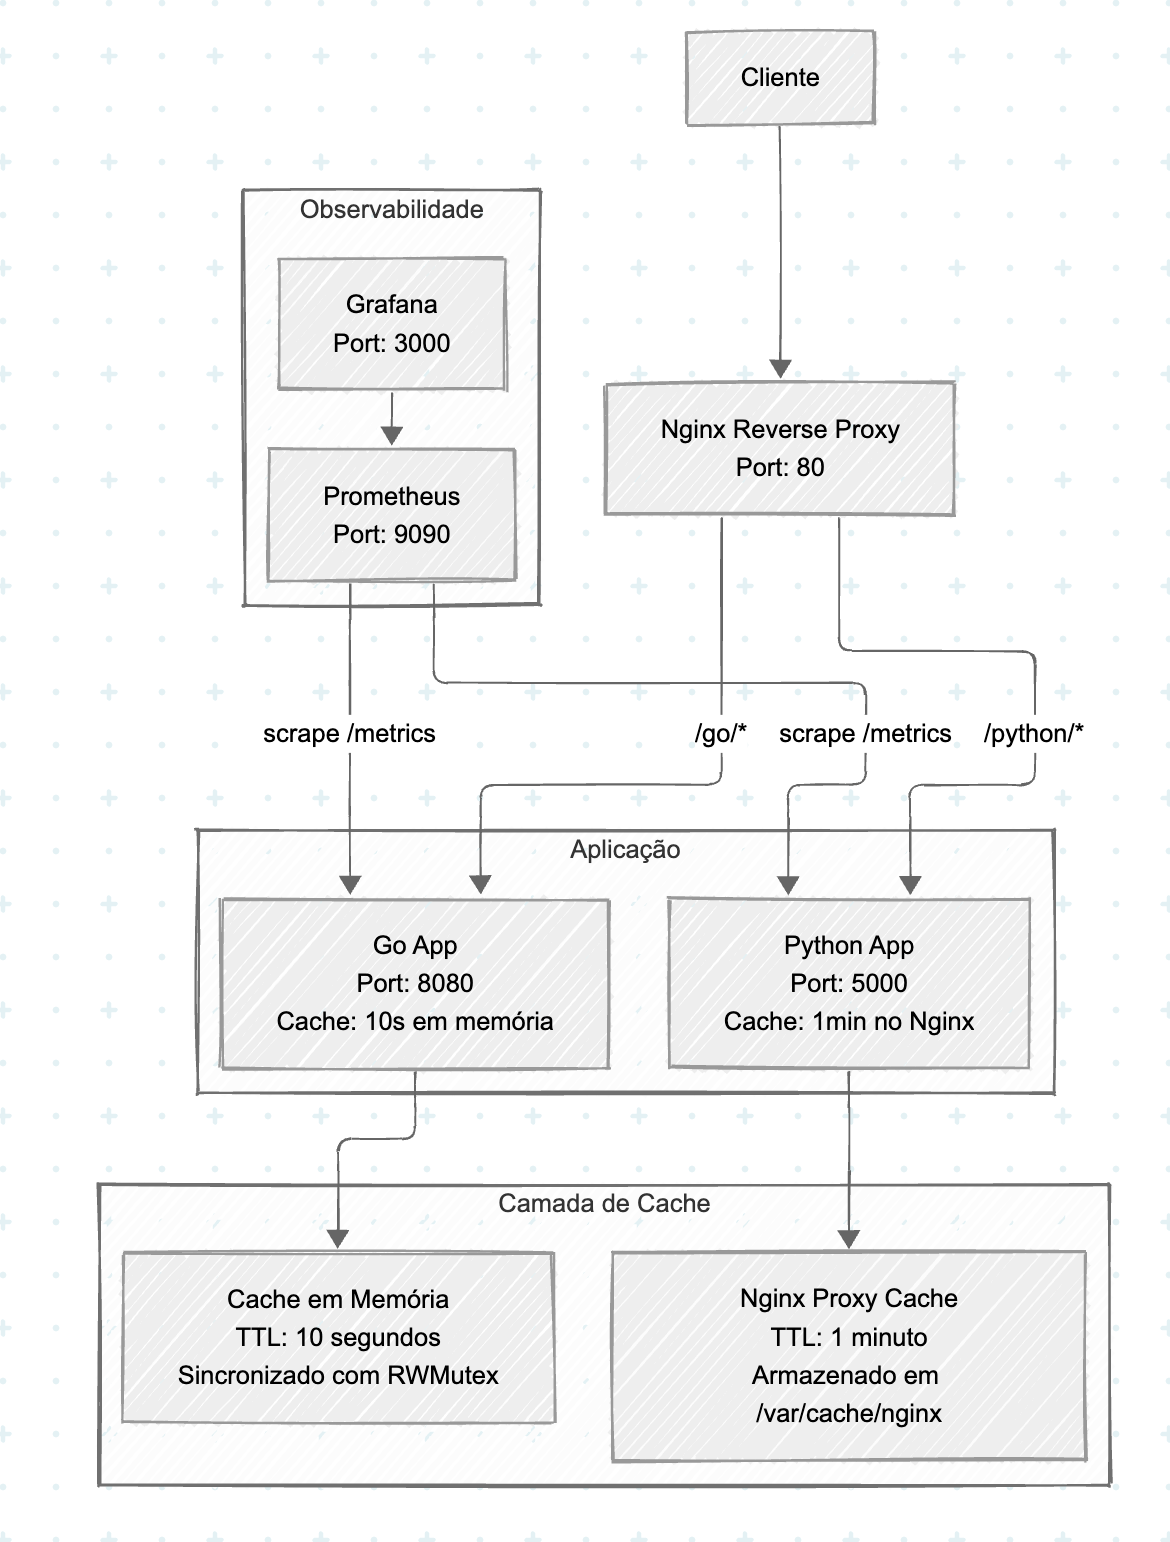 Cliente
Observabilidade
Grafana
Port: 3000
Nginx Reverse Proxy
Port: 80
Prometheus
Port: 9090
scrape /metrics
/go/*
scrape /metrics
/python/*
Aplicação
Go App
Port: 8080
Cache: 10s em memória
Python App
Port: 5000
Cache: 1min no Nginx
Camada de Cache
Cache em Memória
TTL: 10 segundos
Sincronizado com RWMutex
Nginx Proxy Cache
TTL: 1 minuto
Armazenado em
/var/cache/nginx